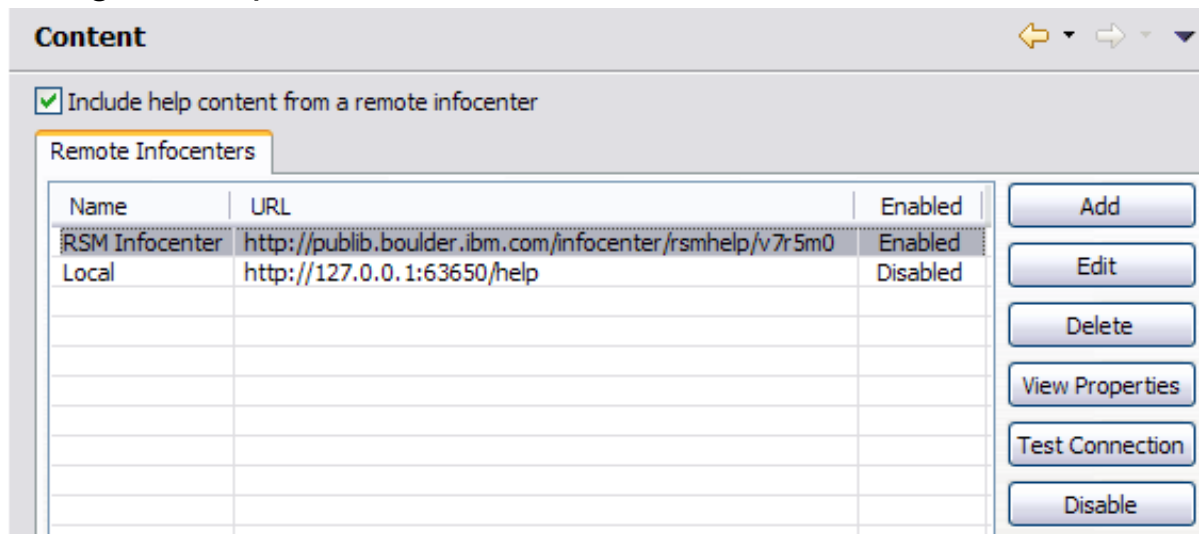 Content
Include help content from a remote infocenter
Remote Infocenters
Name URL Enabled
RSM Infocenter http://publib.boulder.ibm.com/infocenter/rsmhelp/v7r5m0 Enabled
Local http://127.0.0.1:63650/help Disabled
Add
Edit
Delete
View Properties
Test Connection
Disable